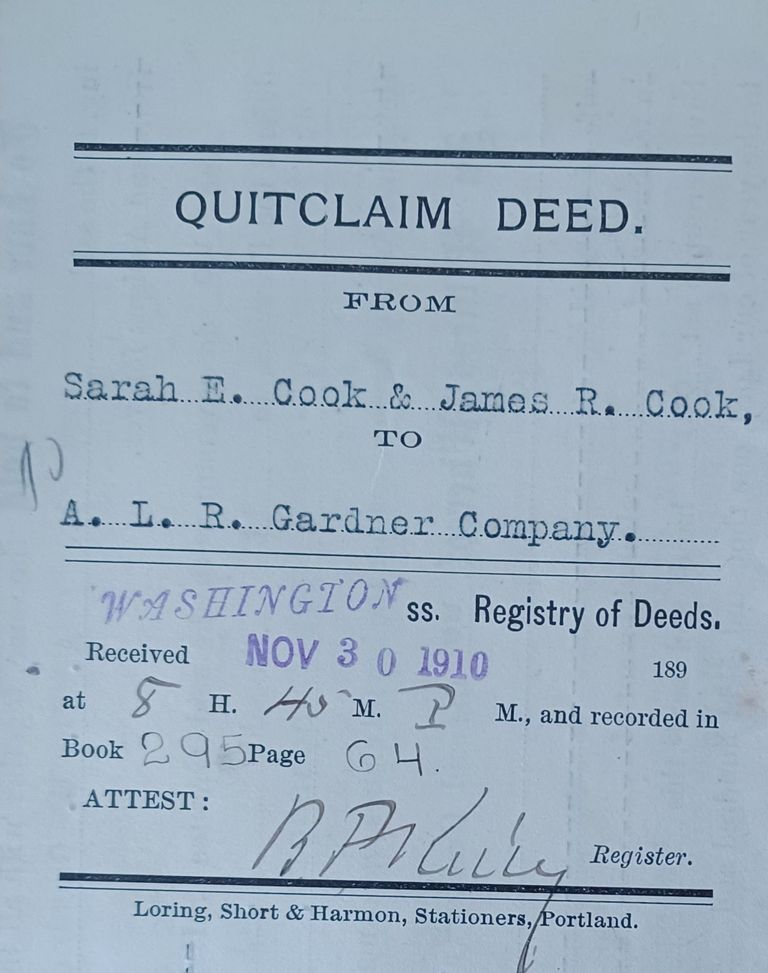 QUITCLAIM DEED.
FROM
Sarah E. Cook & James R. Cook,
TO
A. L. R. Gardner Company.
WASHINGTON ss. Registry of Deeds.
Received NOV 30 1910 189
at 8 H. 40 M. P M., and recorded in
Book 295 Page 64.
ATTEST:
Register.
Loring, Short & Harmon, Stationers, Portland.